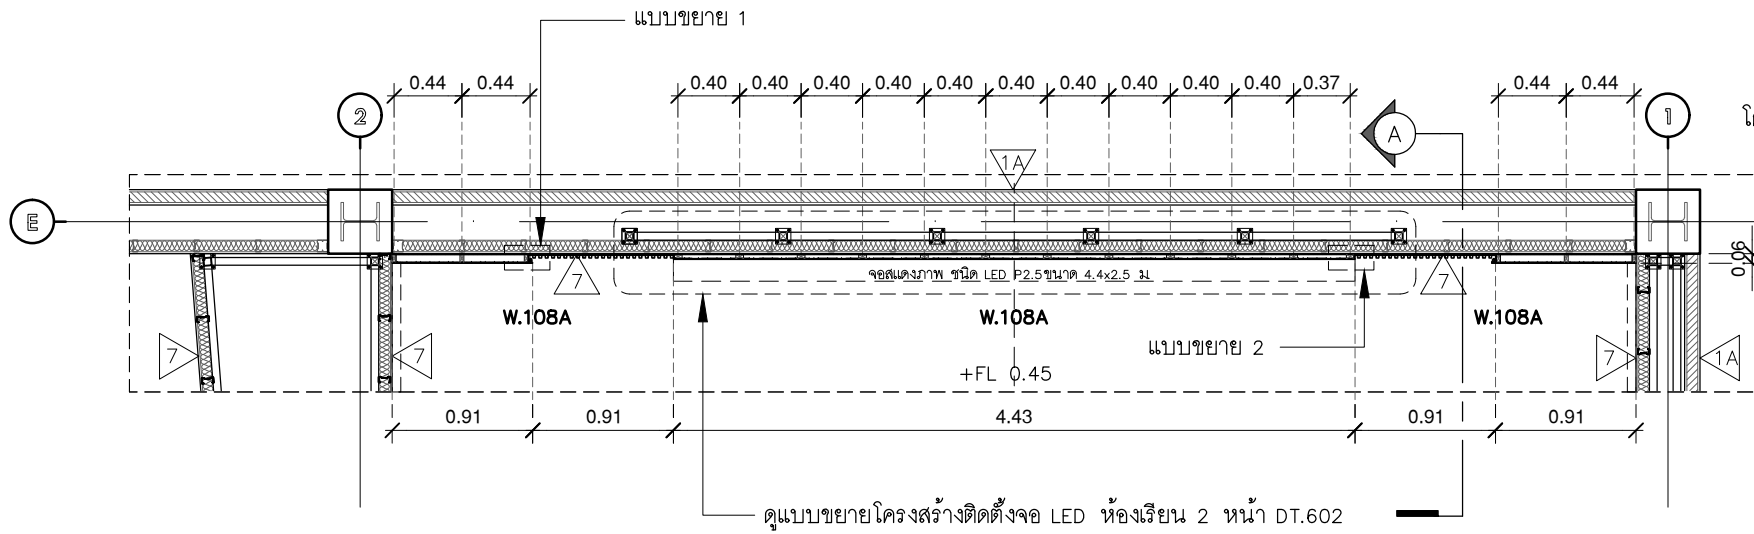 แบบขยาย 1
0.44 0.44 0.40 0.40 0.40 0.40 0.40 0.40 0.40 0.40 0.40 0.40 0.37 0.44 0.44
2 A 1
1A
E
0.06
จอแสดงภาพ ชนิด LED P2.5ขนาด 4.4x2.5 ม.
7 7
W.108A W.108A W.108A
แบบขยาย 2
7 7 7 1A
+FL 0.45
0.91 0.91 4.43 0.91 0.91
ดูแบบขยายโครงสร้างติดตั้งจอ LED ห้องเรียน 2 หน้า DT.602